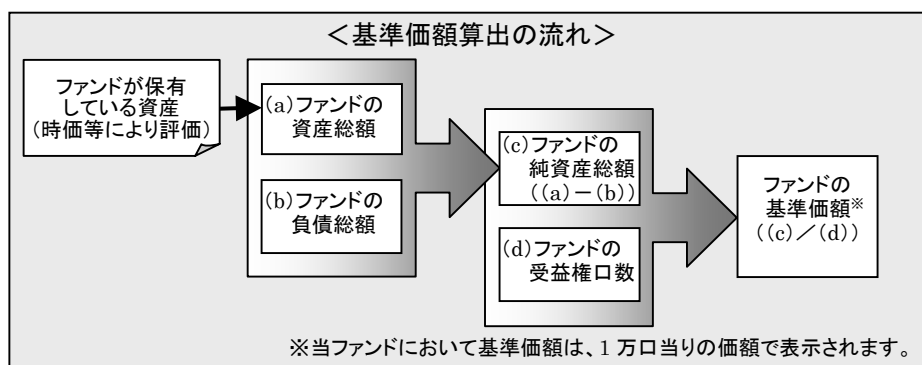 ＜基準価額算出の流れ＞
ファンドが保有
している資産
（時価等により評価）
(a)ファンドの
資産総額
(b)ファンドの
負債総額
(c)ファンドの
純資産総額
((a)－(b))
(d)ファンドの
受益権口数
ファンドの
基準価額※
((c)／(d))
※当ファンドにおいて基準価額は、1万口当りの価額で表示されます。